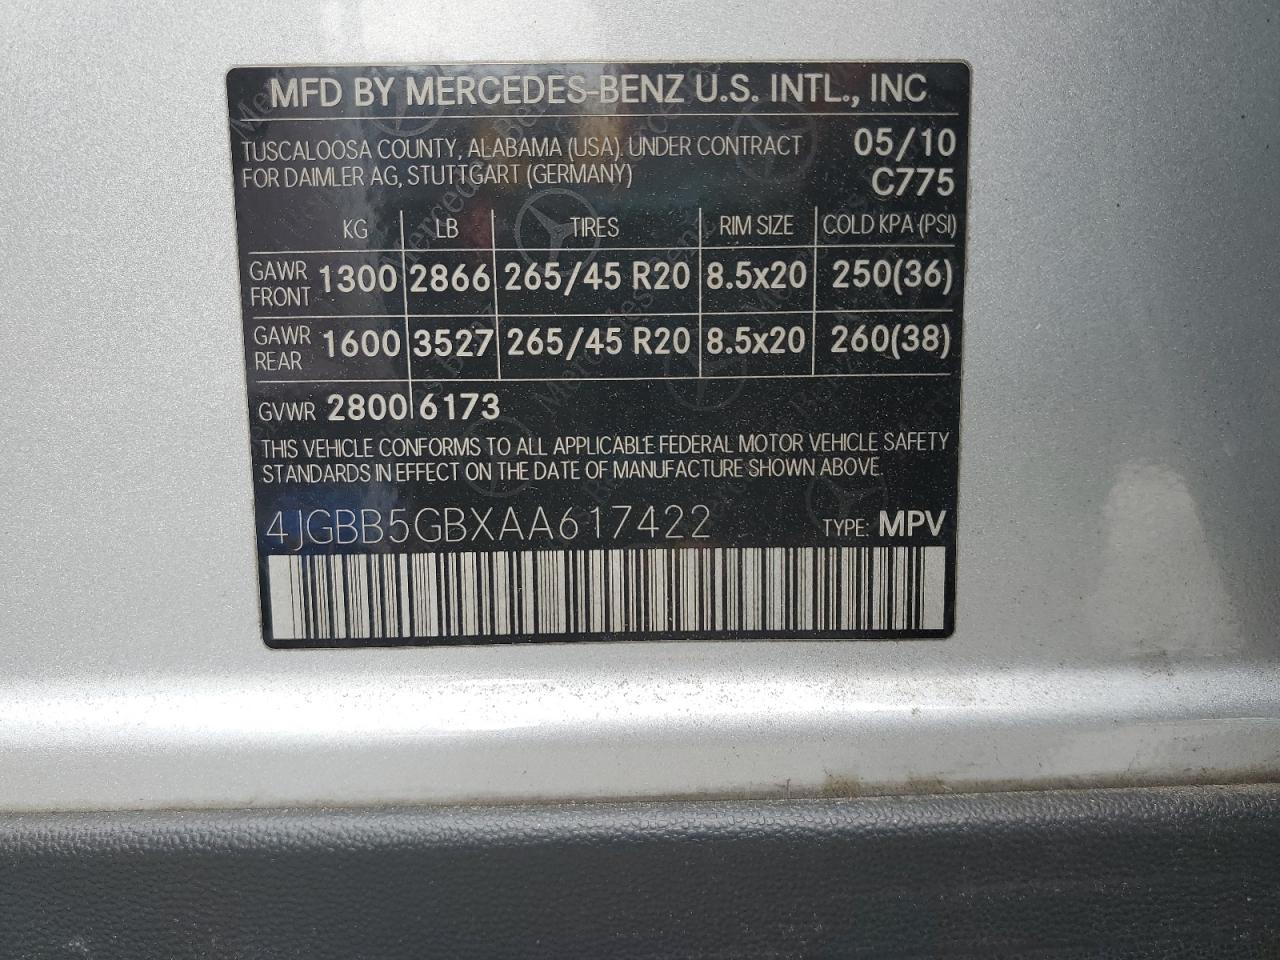 MFD BY MERCEDES-BENZ U.S. INTL., INC
TUSCALOOSA COUNTY, ALABAMA (USA), UNDER CONTRACT 05/10
FOR DAIMLER AG, STUTTGART (GERMANY) C775
KG LB TIRES RIM SIZE COLD KPA (PSI)
GAWR FRONT 1300 2866 265/45 R20 8.5x20 250(36)
GAWR REAR 1600 3527 265/45 R20 8.5x20 260(38)
GVWR 2800 6173
THIS VEHICLE CONFORMS TO ALL APPLICABLE FEDERAL MOTOR VEHICLE SAFETY
STANDARDS IN EFFECT ON THE DATE OF MANUFACTURE SHOWN ABOVE.
4JGBB5GBXAA617422 TYPE: MPV